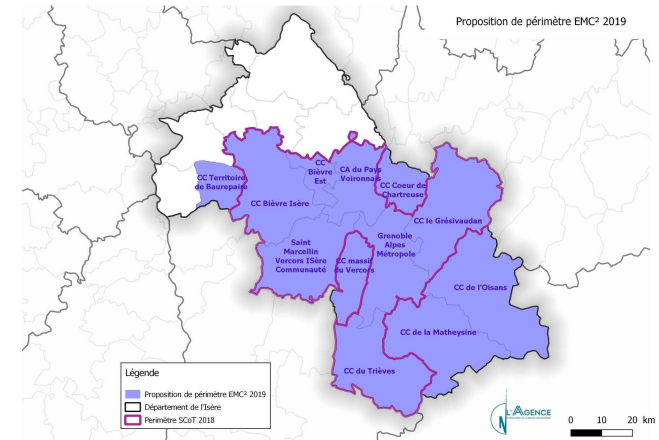 Proposition de périmètre EMC² 2019
CC
Bièvre
Est
CA du Pays
Voironnais
CC Territoire
de Baurepaire
CC Coeur de
Chartreuse
CC Bièvre Isère
CC le Grésivaudan
Grenoble
Alpes
Métropole
Saint
Marcellin
Vercors ISère
Communauté
CC massif
du Vercors
CC de l'Oisans
CC de la Matheysine
CC du Trièves
Légende
Proposition de périmètre EMC² 2019
Département de l'Isère
Perimétre SCoT 2018
L'AGENCE
0 10 20 km